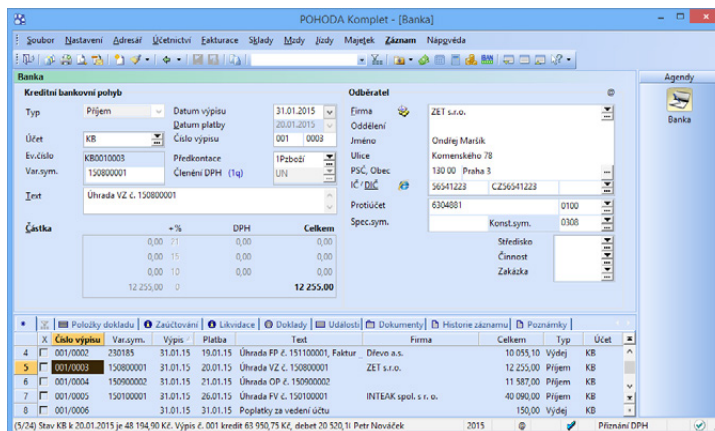 POHODA Komplet - [Banka]
Soubor Nastavení Adresář Účetnictví Fakturace Sklady Mzdy Jízdy Majetek Záznam Nápověda
Banka
Agendy
Banka
Kreditní bankovní pohyb
Odběratel @
Typ Příjem Datum výpisu 31.01.2015
Firma ZET s.r.o.
Datum platby 20.01.2015
Oddělení
Účet KB Číslo výpisu 001 0003
Jméno Ondřej Maršík
Ev.číslo KB0010003 Předkontace 1Pzboží
Ulice Komenského 78
Var.sym. 150800001 Členění DPH (1q) UN
PSČ, Obec 130 00 Praha 3
IČ / DIČ 56541223 CZ56541223
Text Úhrada VZ č. 150800001
Protiúčet 6304881 0100
Spec.sym. Konst.sym. 0308
Částka +% DPH Celkem
0,00 21 0,00 0,00
0,00 15 0,00 0,00
0,00 10 0,00 0,00
12 255,00 0 12 255.00
Středisko
Činnost
Zakázka
* Položky dokladu Zaúčtování Likvidace Doklady Události Dokumenty Historie záznamu Poznámky
X Číslo výpisu Var.sym. Výpis Platba Text Firma Celkem Typ Účet
4 001/0002 230185 31.01.15 19.01.15 Úhrada FP č. 151100001, Faktur Dřevo a.s. 10 055,10 Výdej KB
5 001/0003 150800001 31.01.15 20.01.15 Úhrada VZ č. 150800001 ZET s.r.o. 12 255,00 Příjem KB
6 001/0004 150900002 31.01.15 21.01.15 Úhrada OP č. 150900002 11 587,00 Příjem KB
7 001/0005 150100001 31.01.15 26.01.15 Úhrada FV č. 150100001 INTEAK spol. s r. o. 40 090,00 Příjem KB
8 001/0006 31.01.15 31.01.15 Poplatky za vedení účtu 150,00 Výdej KB
(5/24) Stav KB k 20.01.2015 je 48 194,90 Kč. Výpis č. 001 kredit 63 950,75 Kč, debet 20 520,1 Petr Nováček 2015 @ Přiznání DPH